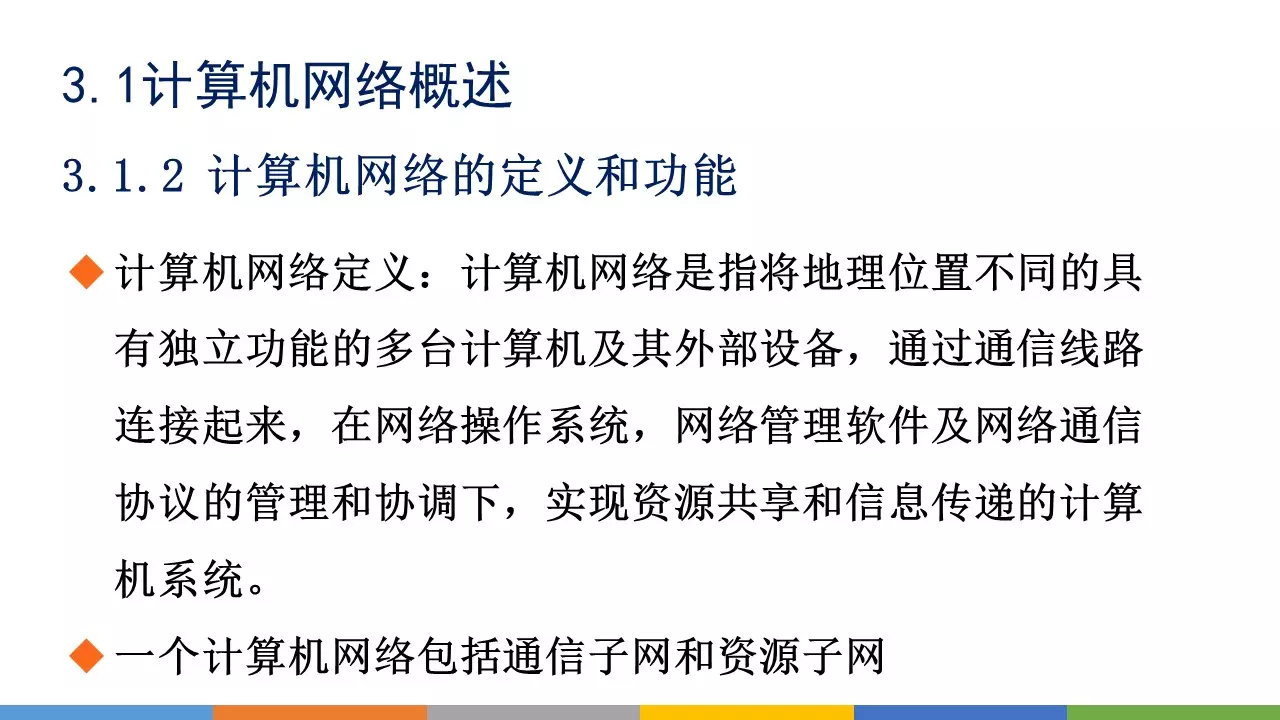 3.1计算机网络概述
3.1.2 计算机网络的定义和功能
计算机网络定义：计算机网络是指将地理位置不同的具
有独立功能的多台计算机及其外部设备，通过通信线路
连接起来，在网络操作系统，网络管理软件及网络通信
协议的管理和协调下，实现资源共享和信息传递的计算
机系统。
一个计算机网络包括通信子网和资源子网